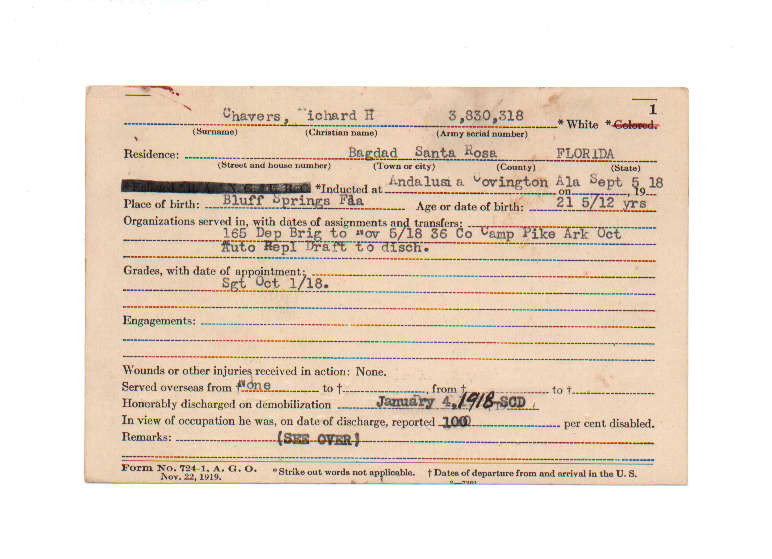 1
Chavers, Richard H 3,830,318 * White * Colored.
(Surname) (Christian name) (Army serial number)
Residence: Bagdad Santa Rosa FLORIDA
(Street and house number) (Town or city) (County) (State)
*Inducted at Andalusia Covington Ala on Sept 5, 19 18
Place of birth: Bluff Springs Fla Age or date of birth: 21 5/12 yrs
Organizations served in, with dates of assignments and transfers:
165 Dep Brig to Nov 5/18 36 Co Camp Pike Ark Oct
Auto Repl Draft to disch.
Grades, with date of appointment:
Sgt Oct 1/18.
Engagements:
Wounds or other injuries received in action: None.
Served overseas from † None to †, from † to †
Honorably discharged on demobilization January 4, 1918 SCD
In view of occupation he was, on date of discharge, reported 100 per cent disabled.
Remarks: (SEE OVER)
Form No. 724-1, A. G. O. *Strike out words not applicable. † Dates of departure from and arrival in the U. S.
Nov. 22, 1919.